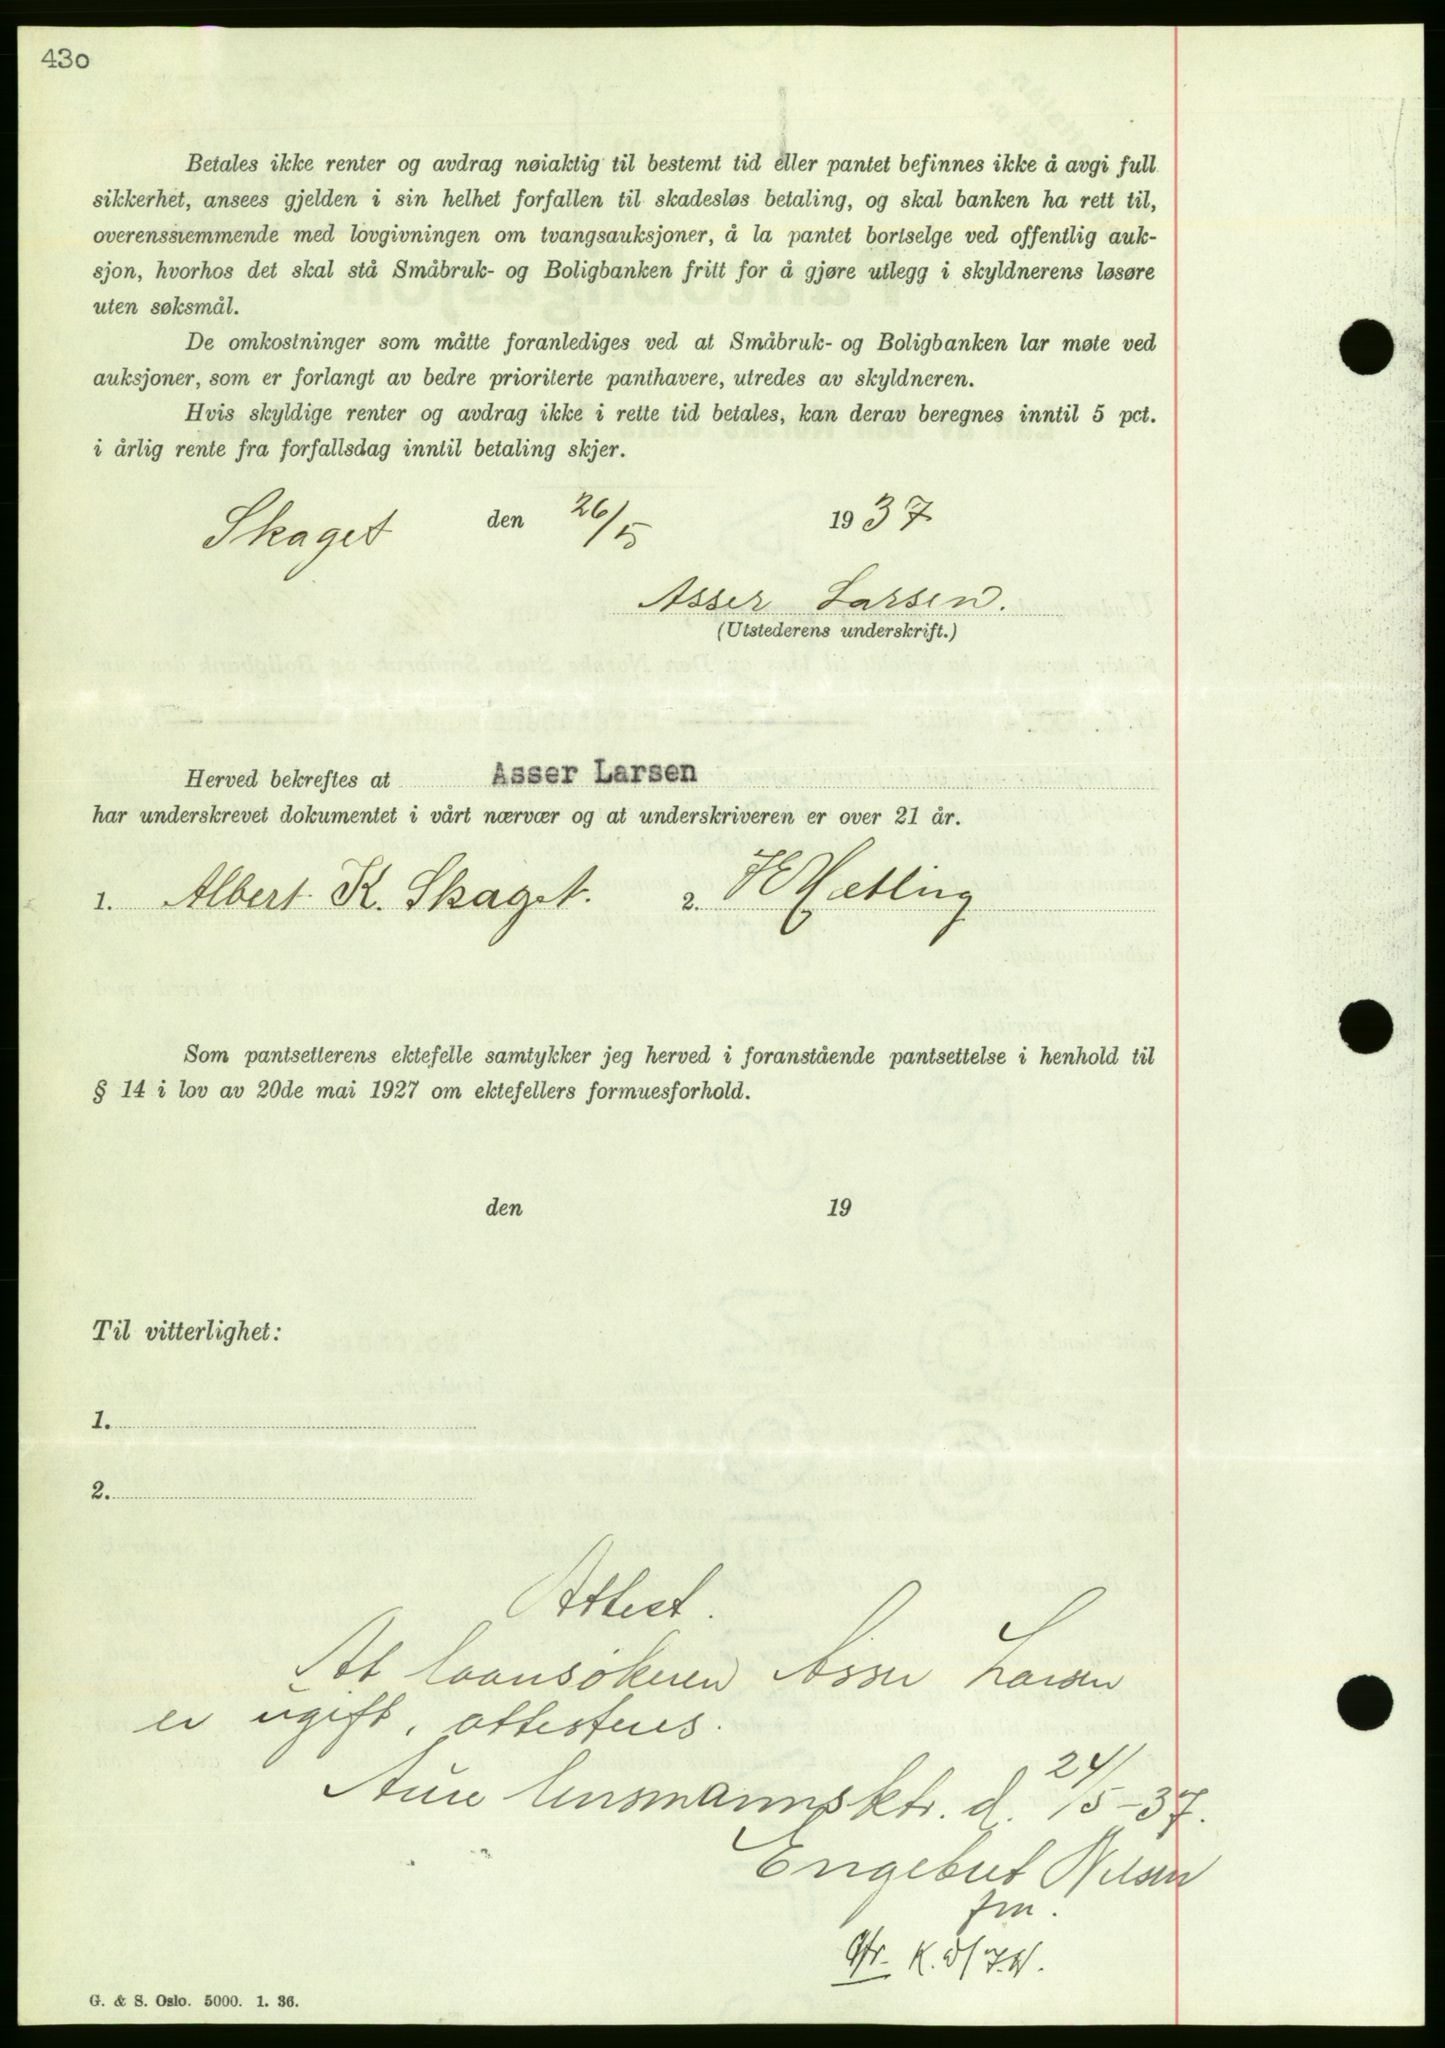 430
Betales ikke renter og avdrag nøiaktig til bestemt tid eller pantet befinnes ikke å avgi full
sikkerhet, ansees gjelden i sin helhet forfallen til skadesløs betaling, og skal banken ha rett til,
overensstemmende med lovgivningen om tvangsauksjoner, å la pantet bortselge ved offentlig auk-
sjon, hvorhos det skal stå Småbruk- og Boligbanken fritt for å gjøre utlegg i skyldnerens løsøre
uten søksmål.
De omkostninger som måtte foranlediges ved at Småbruk- og Boligbanken lar møte ved
auksjoner, som er forlangt av bedre prioriterte panthavere, utredes av skyldneren.
Hvis skyldige renter og avdrag ikke i rette tid betales, kan derav beregnes inntil 5 pct.
i årlig rente fra forfallsdag inntil betaling skjer.
Skaget den 26/5 1937
Asser Larsen.
(Utstederens underskrift.)
Herved bekreftes at Asser Larsen
har underskrevet dokumentet i vårt nærvær og at underskriveren er over 21 år.
1. Albert K. Skaget. 2.
Som pantsetterens ektefelle samtykker jeg herved i foranstående pantsettelse i henhold til
§ 14 i lov av 20de mai 1927 om ektefellers formuesforhold.
den 19
Til vitterlighet:
1.
2.
Attest.
At laansøkeren Asser Larsen
er ugift, attesteres.
Aure lensmannsktr. d. 24/5-37.
Engebret Nilsen
fm.
G. & S. Oslo. 5000. 1. 36.